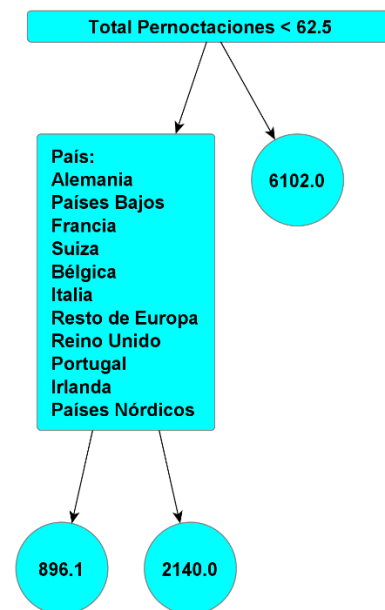 Total Pernoctaciones < 62.5
País:
Alemania
Países Bajos
Francia
Suiza
Bélgica
Italia
Resto de Europa
Reino Unido
Portugal
Irlanda
Países Nórdicos
6102.0
896.1
2140.0